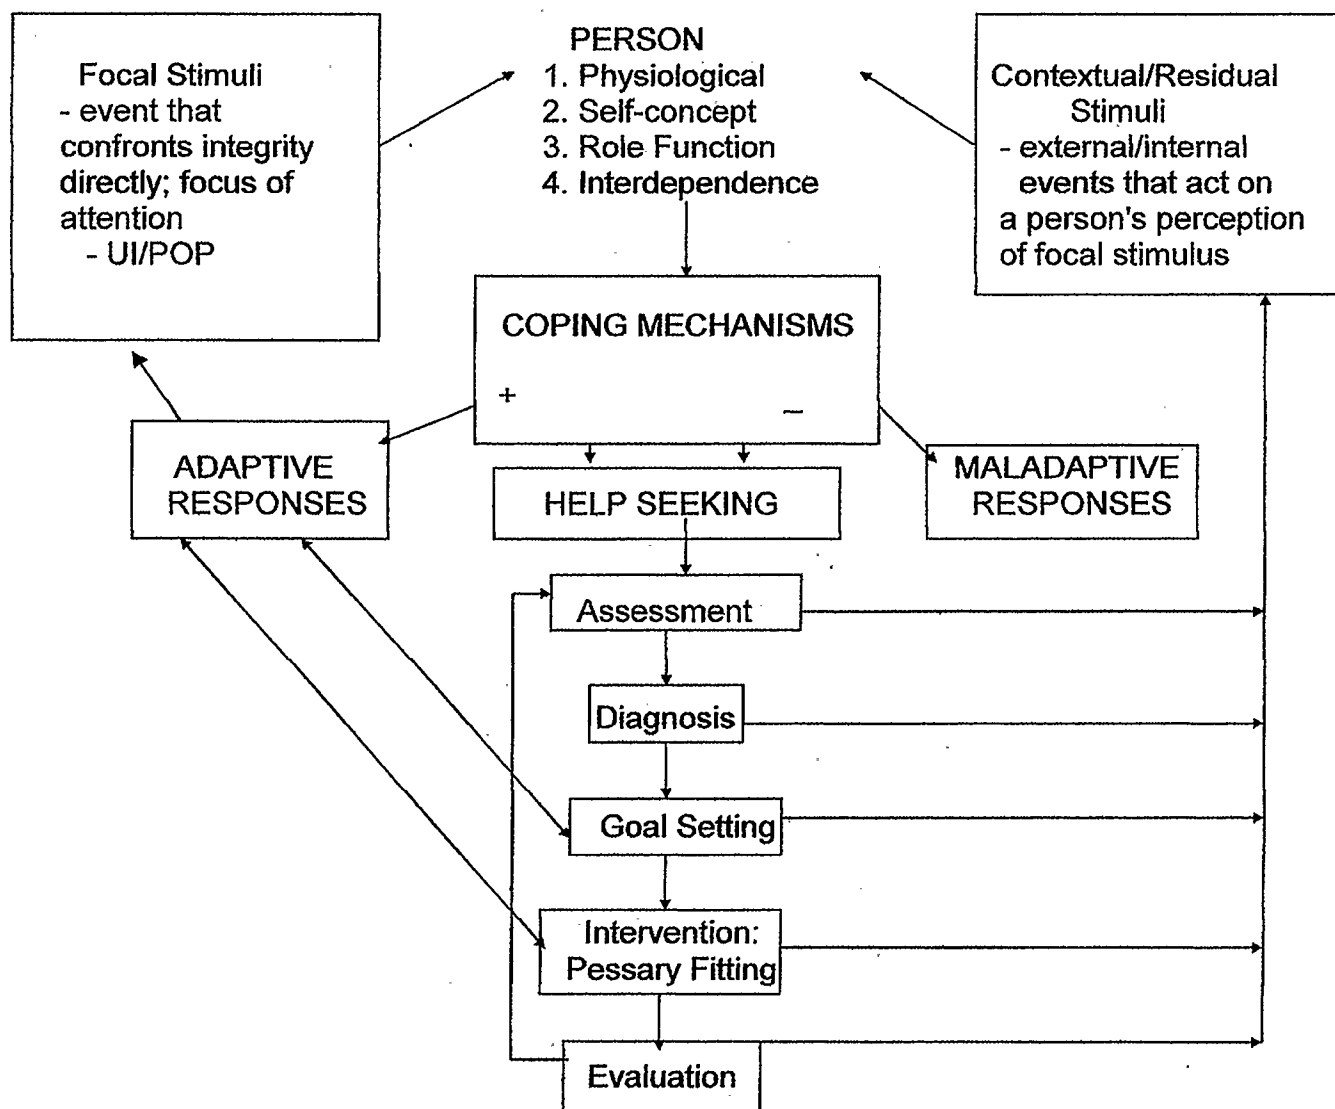 Focal Stimuli
- event that
confronts integrity
directly; focus of
attention
- UI/POP
PERSON
1. Physiological
2. Self-concept
3. Role Function
4. Interdependence
Contextual/Residual
Stimuli
- external/internal
events that act on
a person's perception
of focal stimulus
COPING MECHANISMS
+
–
ADAPTIVE
RESPONSES
HELP SEEKING
MALADAPTIVE
RESPONSES
Assessment
Diagnosis
Goal Setting
Intervention:
Pessary Fitting
Evaluation